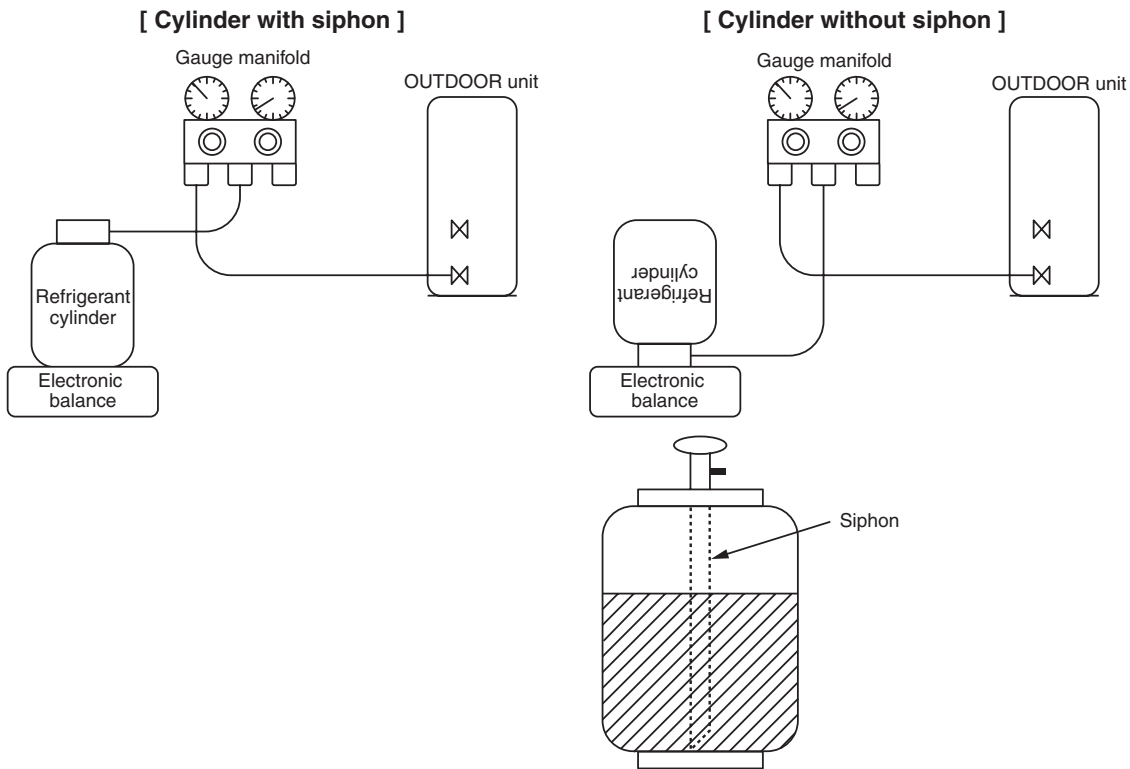 [ Cylinder with siphon ]
Gauge manifold
OUTDOOR unit
Refrigerant
cylinder
Electronic
balance
[ Cylinder without siphon ]
Gauge manifold
OUTDOOR unit
Refrigerant
cylinder
Electronic
balance
Siphon